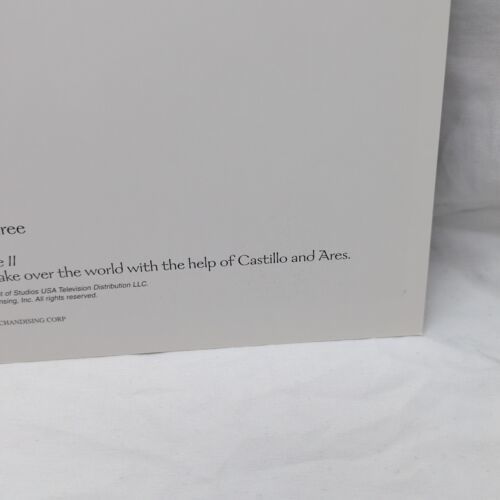 ree
e II
ake over the world with the help of Castillo and Ares.
t of Studios USA Television Distribution LLC.
nsing, Inc. All rights reserved.
CHANDISING CORP